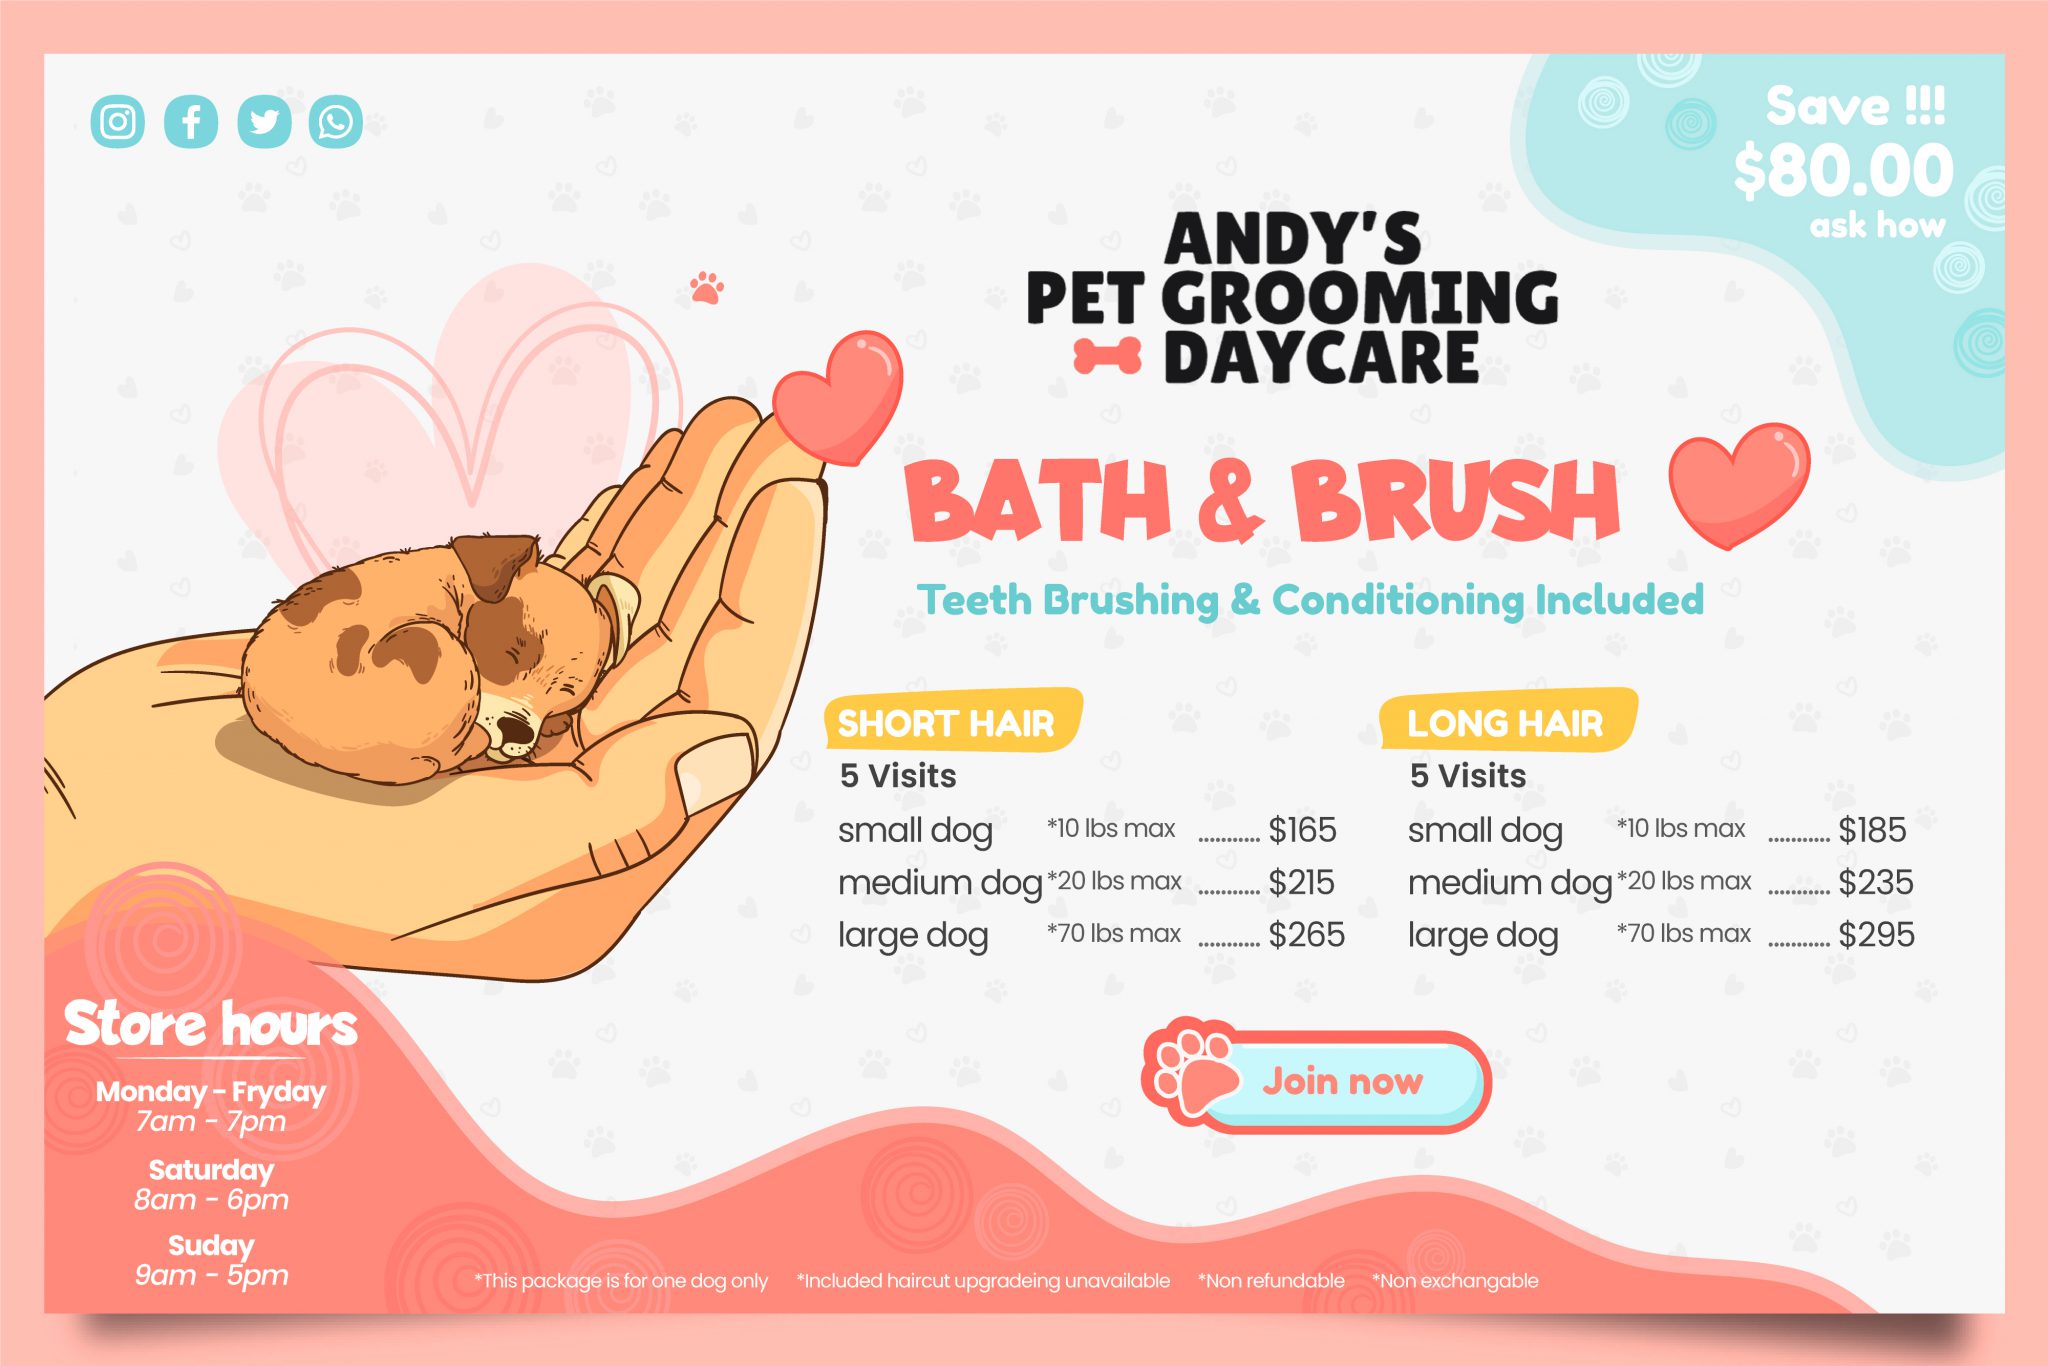 Save !!!
$80.00
ask how
ANDY'S
PET GROOMING
DAYCARE
BATH & BRUSH
Teeth Brushing & Conditioning Included
SHORT HAIR
5 Visits
small dog *10 lbs max ........... $165
medium dog *20 lbs max ........... $215
large dog *70 lbs max ........... $265
LONG HAIR
5 Visits
small dog *10 lbs max ........... $185
medium dog *20 lbs max ........... $235
large dog *70 lbs max ........... $295
Join now
Store hours
Monday - Fryday
7am - 7pm
Saturday
8am - 6pm
Suday
9am - 5pm
*This package is for one dog only *Included haircut upgradeing unavailable *Non refundable *Non exchangable